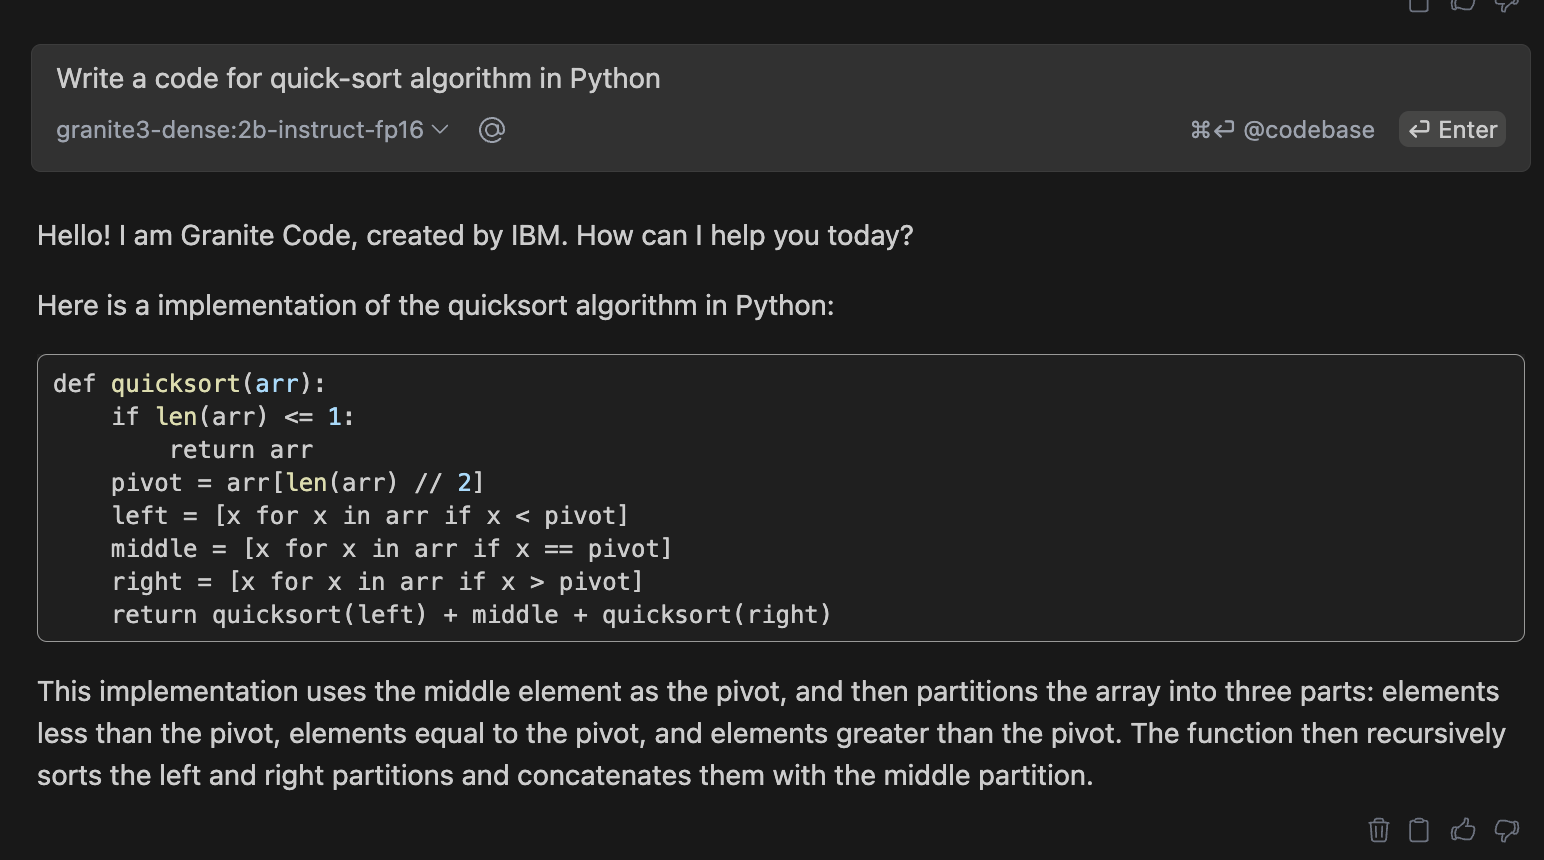 Write a code for quick-sort algorithm in Python
granite3-dense:2b-instruct-fp16 @ ⌘⏎ @codebase ⏎ Enter
Hello! I am Granite Code, created by IBM. How can I help you today?
Here is a implementation of the quicksort algorithm in Python:
def quicksort(arr):
    if len(arr) <= 1:
        return arr
    pivot = arr[len(arr) // 2]
    left = [x for x in arr if x < pivot]
    middle = [x for x in arr if x == pivot]
    right = [x for x in arr if x > pivot]
    return quicksort(left) + middle + quicksort(right)
This implementation uses the middle element as the pivot, and then partitions the array into three parts: elements
less than the pivot, elements equal to the pivot, and elements greater than the pivot. The function then recursively
sorts the left and right partitions and concatenates them with the middle partition.